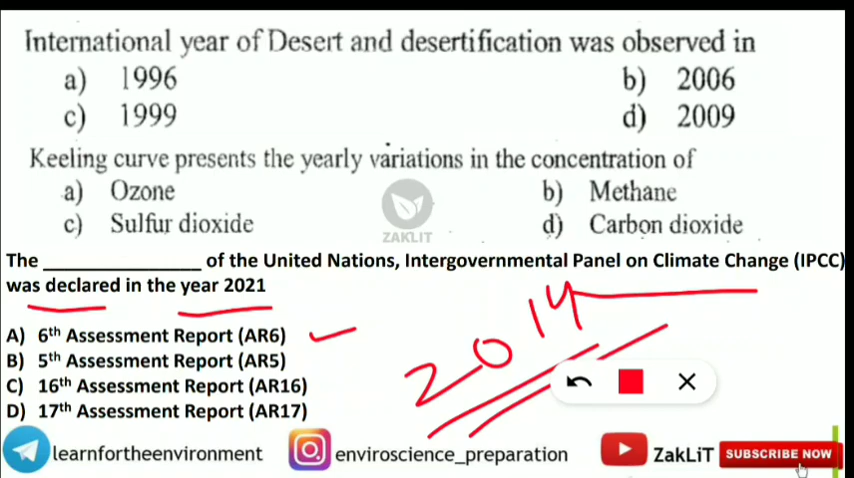 International year of Desert and desertification was observed in
a) 1996 b) 2006
c) 1999 d) 2009
Keeling curve presents the yearly variations in the concentration of
a) Ozone b) Methane
c) Sulfur dioxide d) Carbon dioxide
ZAKLIT
The _______________ of the United Nations, Intergovernmental Panel on Climate Change (IPCC)
was declared in the year 2021
2014
A) 6th Assessment Report (AR6)
B) 5th Assessment Report (AR5)
C) 16th Assessment Report (AR16)
D) 17th Assessment Report (AR17)
learnfortheenvironment enviroscience_preparation ZakLiT SUBSCRIBE NOW